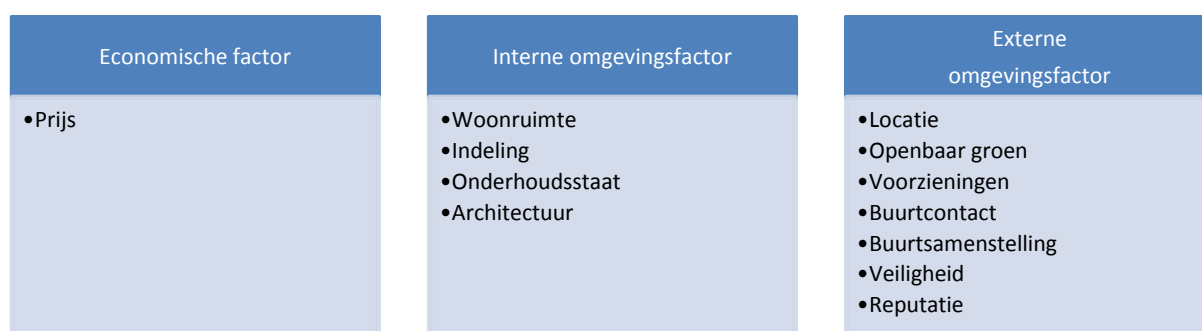 Economische factor
•Prijs
Interne omgevingsfactor
•Woonruimte
•Indeling
•Onderhoudsstaat
•Architectuur
Externe
omgevingsfactor
•Locatie
•Openbaar groen
•Voorzieningen
•Buurtcontact
•Buurtsamenstelling
•Veiligheid
•Reputatie